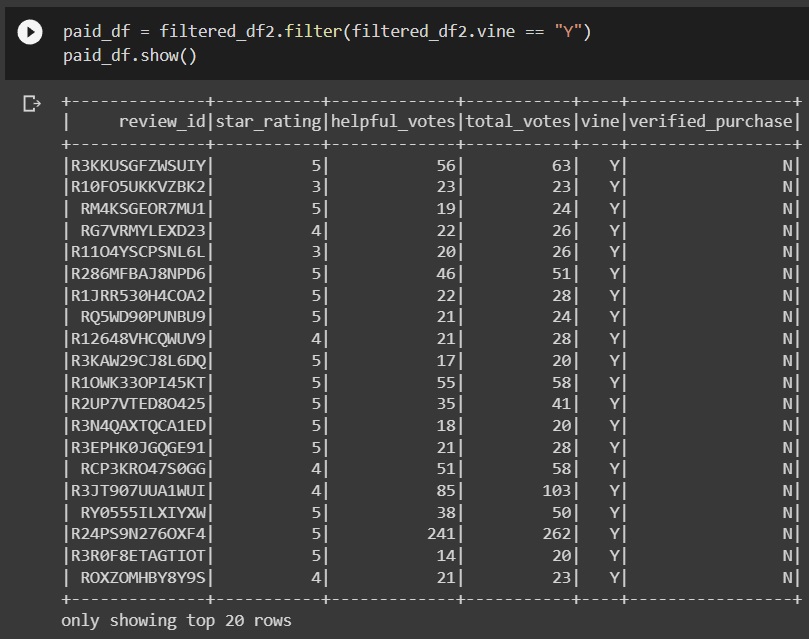 paid_df = filtered_df2.filter(filtered_df2.vine == "Y")
paid_df.show()
+--------------+-----------+-------------+-----------+----+-----------------+
|     review_id|star_rating|helpful_votes|total_votes|vine|verified_purchase|
+--------------+-----------+-------------+-----------+----+-----------------+
|R3KKUSGFZWSUIY|          5|           56|         63|   Y|                N|
|R10FO5UKKVZBK2|          3|           23|         23|   Y|                N|
| RM4KSGEOR7MU1|          5|           19|         24|   Y|                N|
| RG7VRMYLEXD23|          4|           22|         26|   Y|                N|
|R11O4YSCPSNL6L|          3|           20|         26|   Y|                N|
|R286MFBAJ8NPD6|          5|           46|         51|   Y|                N|
|R1JRR530H4COA2|          5|           22|         28|   Y|                N|
| RQ5WD90PUNBU9|          5|           21|         24|   Y|                N|
|R12648VHCQWUV9|          4|           21|         28|   Y|                N|
|R3KAW29CJ8L6DQ|          5|           17|         20|   Y|                N|
|R1OWK33OPI45KT|          5|           55|         58|   Y|                N|
|R2UP7VTED8O425|          5|           35|         41|   Y|                N|
|R3N4QAXTQCA1ED|          5|           18|         20|   Y|                N|
|R3EPHK0JGQGE91|          5|           21|         28|   Y|                N|
| RCP3KRO47S0GG|          4|           51|         58|   Y|                N|
|R3JT907UUA1WUI|          4|           85|        103|   Y|                N|
| RY0555ILXIYXW|          5|           38|         50|   Y|                N|
|R24PS9N276OXF4|          5|          241|        262|   Y|                N|
|R3R0F8ETAGTIOT|          5|           14|         20|   Y|                N|
| ROXZOMHBY8Y9S|          4|           21|         23|   Y|                N|
+--------------+-----------+-------------+-----------+----+-----------------+
only showing top 20 rows